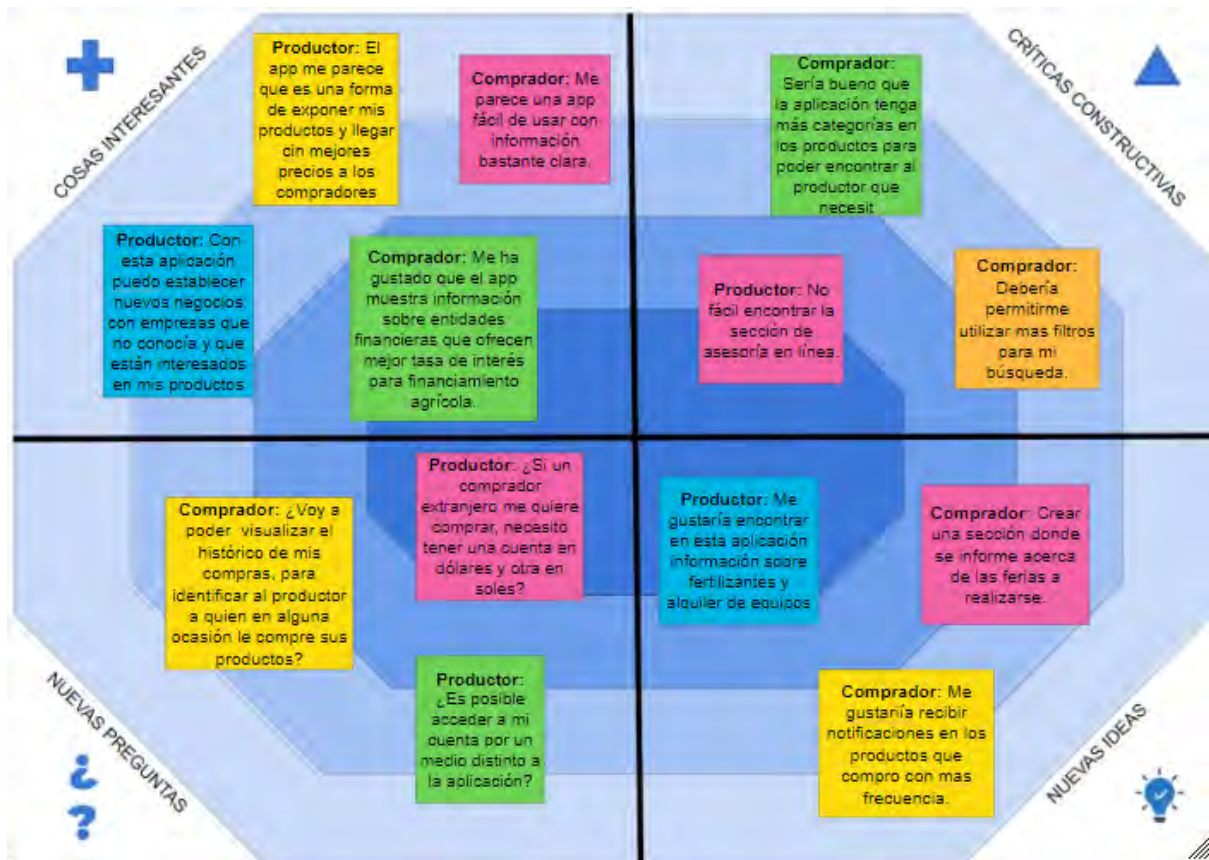 COSAS INTERESANTES
Productor: El
app me parece
que es una forma
de exponer mis
productos y llegar
cin mejores
precios a los
compradores
Comprador: Me
parece una app
fácil de usar con
información
bastante clara.
Productor: Con
esta aplicación
puedo establecer
nuevos negocios
con empresas que
no conocía y que
están interesados
en mis productos
Comprador: Me ha
gustado que el app
muestra información
sobre entidades
financieras que ofrecen
mejor tasa de interés
para financiamiento
agrícola.
CRÍTICAS CONSTRUCTIVAS
Comprador:
Sería bueno que
la aplicación tenga
más categorías en
los productos para
poder encontrar al
productor que
necesit
Productor: No
fácil encontrar la
sección de
asesoría en línea.
Comprador:
Debería
permitirme
utilizar mas filtros
para mi
búsqueda.
NUEVAS PREGUNTAS
Comprador: ¿Voy a
poder visualizar el
histórico de mis
compras, para
identificar al productor
a quien en alguna
ocasión le compre sus
productos?
Productor: ¿Si un
comprador
extranjero me quiere
comprar, necesito
tener una cuenta en
dólares y otra en
soles?
Productor:
¿Es posible
acceder a mi
cuenta por un
medio distinto a
la aplicación?
¿
?
NUEVAS IDEAS
Productor: Me
gustaría encontrar
en esta aplicación
información sobre
fertilizantes y
alquiler de equipos
Comprador: Crear
una sección donde
se informe acerca
de las ferias a
realizarse.
Comprador: Me
gustaría recibir
notificaciones en los
productos que
compro con mas
frecuencia.